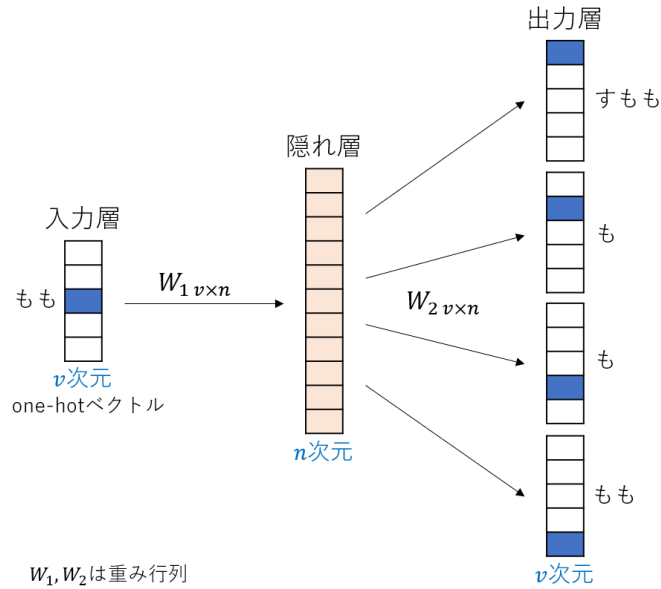 出力層
すもも
隠れ層
入力層
も
もも
W₁ v×n
W₂ v×n
も
v次元
one-hotベクトル
n次元
もも
W₁, W₂は重み行列
v次元